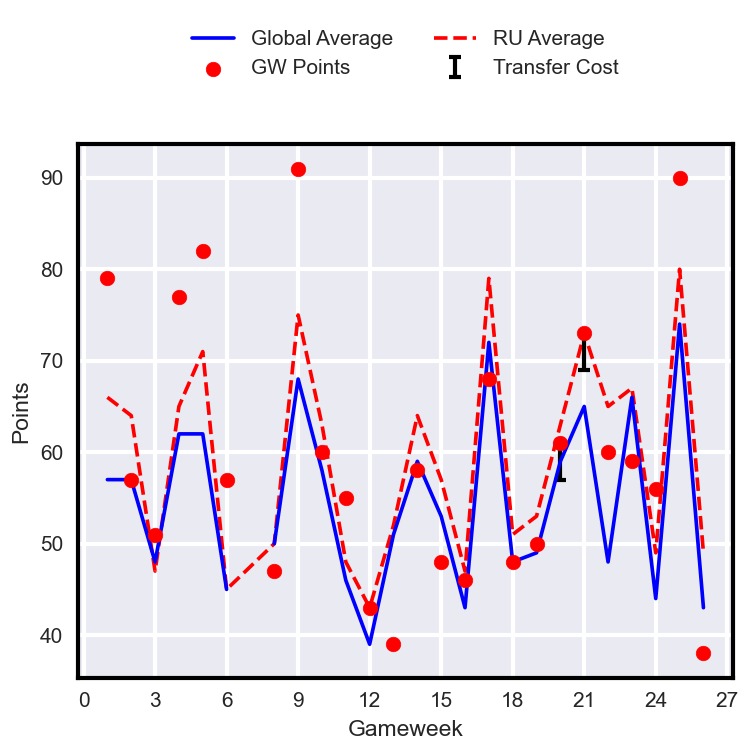 Global Average
RU Average
GW Points
Transfer Cost
90
80
70
60
50
40
Points
0 3 6 9 12 15 18 21 24 27
Gameweek